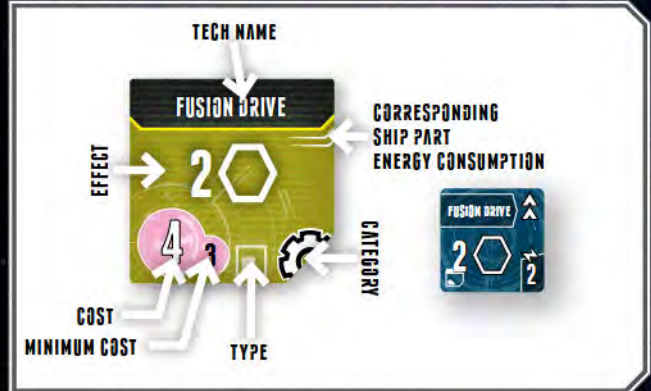 TECH NAME
FUSION DRIVE
CORRESPONDING
SHIP PART
ENERGY CONSUMPTION
EFFECT
2
4
3
CATEGORY
FUSION DRIVE
2
2
COST
MINIMUM COST
TYPE